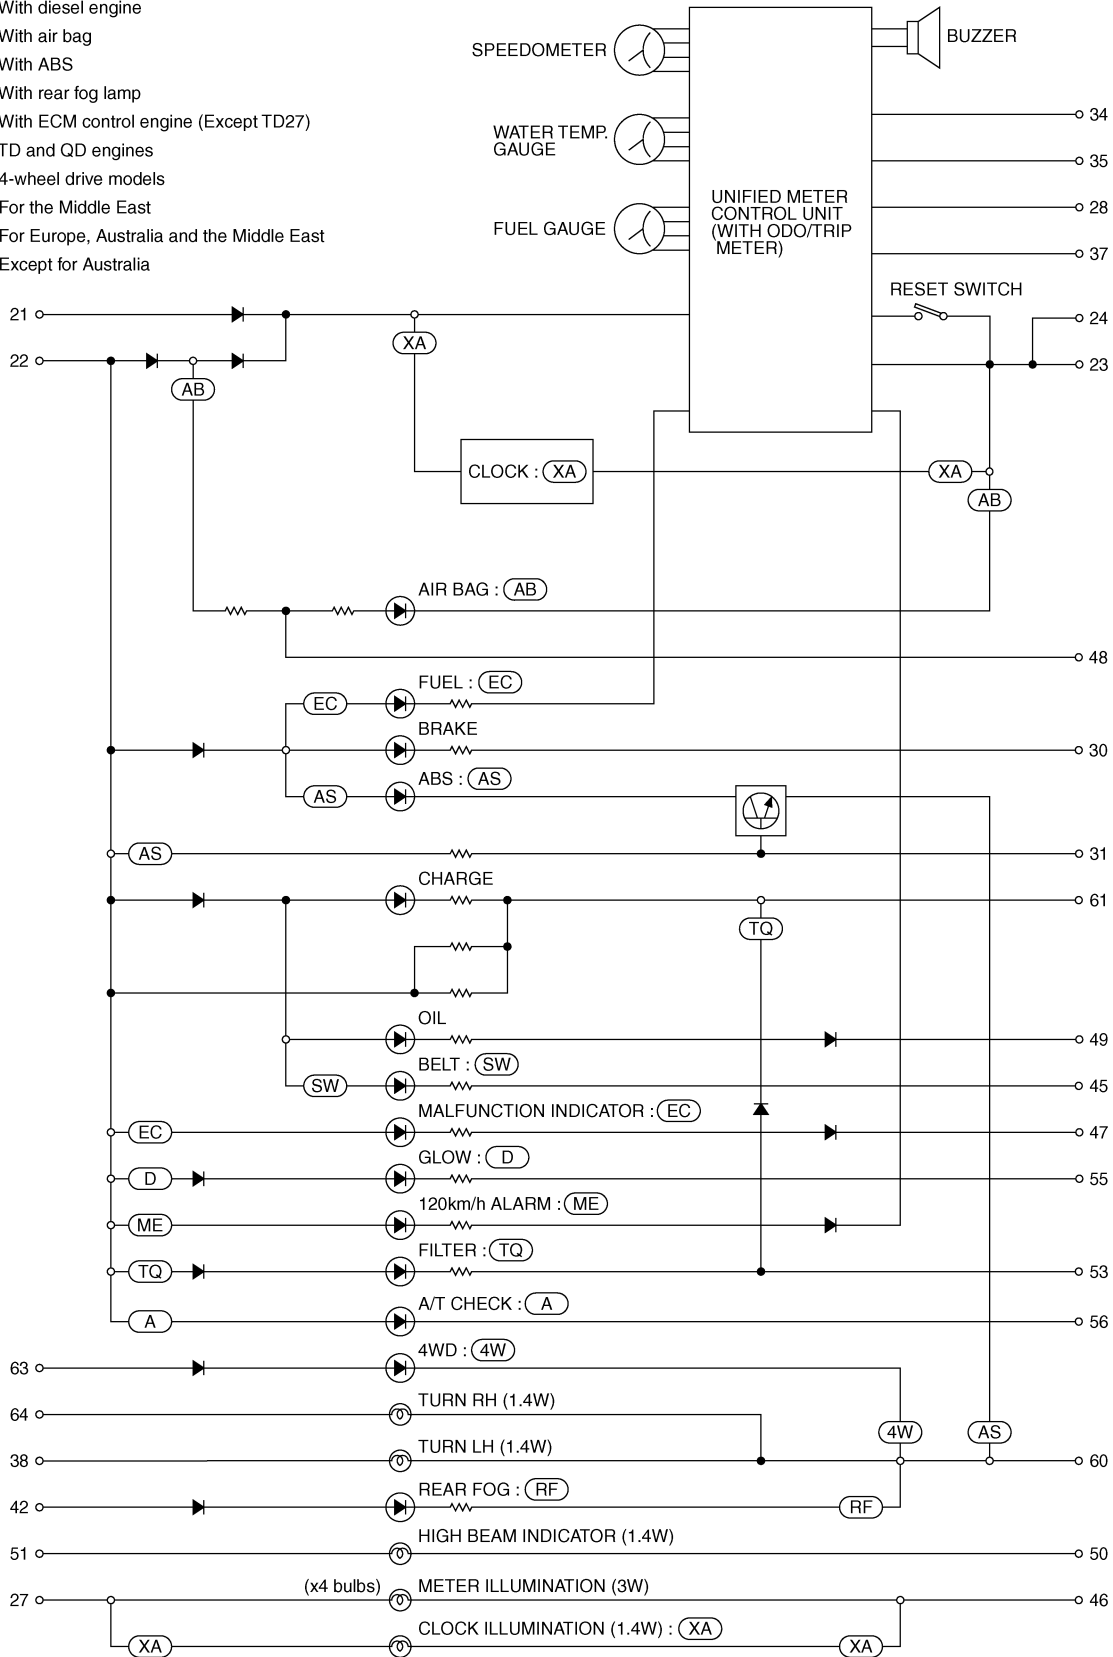 With diesel engine
With air bag
With ABS
With rear fog lamp
With ECM control engine (Except TD27)
TD and QD engines
4-wheel drive models
For the Middle East
For Europe, Australia and the Middle East
Except for Australia
SPEEDOMETER
BUZZER
34
WATER TEMP.
GAUGE
35
UNIFIED METER
CONTROL UNIT
(WITH ODO/TRIP
METER)
28
FUEL GAUGE
37
RESET SWITCH
21
24
XA
22
23
AB
CLOCK : XA
XA
AB
AIR BAG : AB
48
FUEL : EC
EC
BRAKE
30
ABS : AS
AS
AS
31
CHARGE
61
TQ
OIL
49
BELT : SW
SW
45
MALFUNCTION INDICATOR : EC
EC
47
GLOW : D
D
55
120km/h ALARM : ME
ME
FILTER : TQ
TQ
53
A/T CHECK : A
A
56
4WD : 4W
63
TURN RH (1.4W)
64
4W
AS
TURN LH (1.4W)
38
60
REAR FOG : RF
42
RF
HIGH BEAM INDICATOR (1.4W)
51
50
(x4 bulbs)
METER ILLUMINATION (3W)
27
46
CLOCK ILLUMINATION (1.4W) : XA
XA
XA